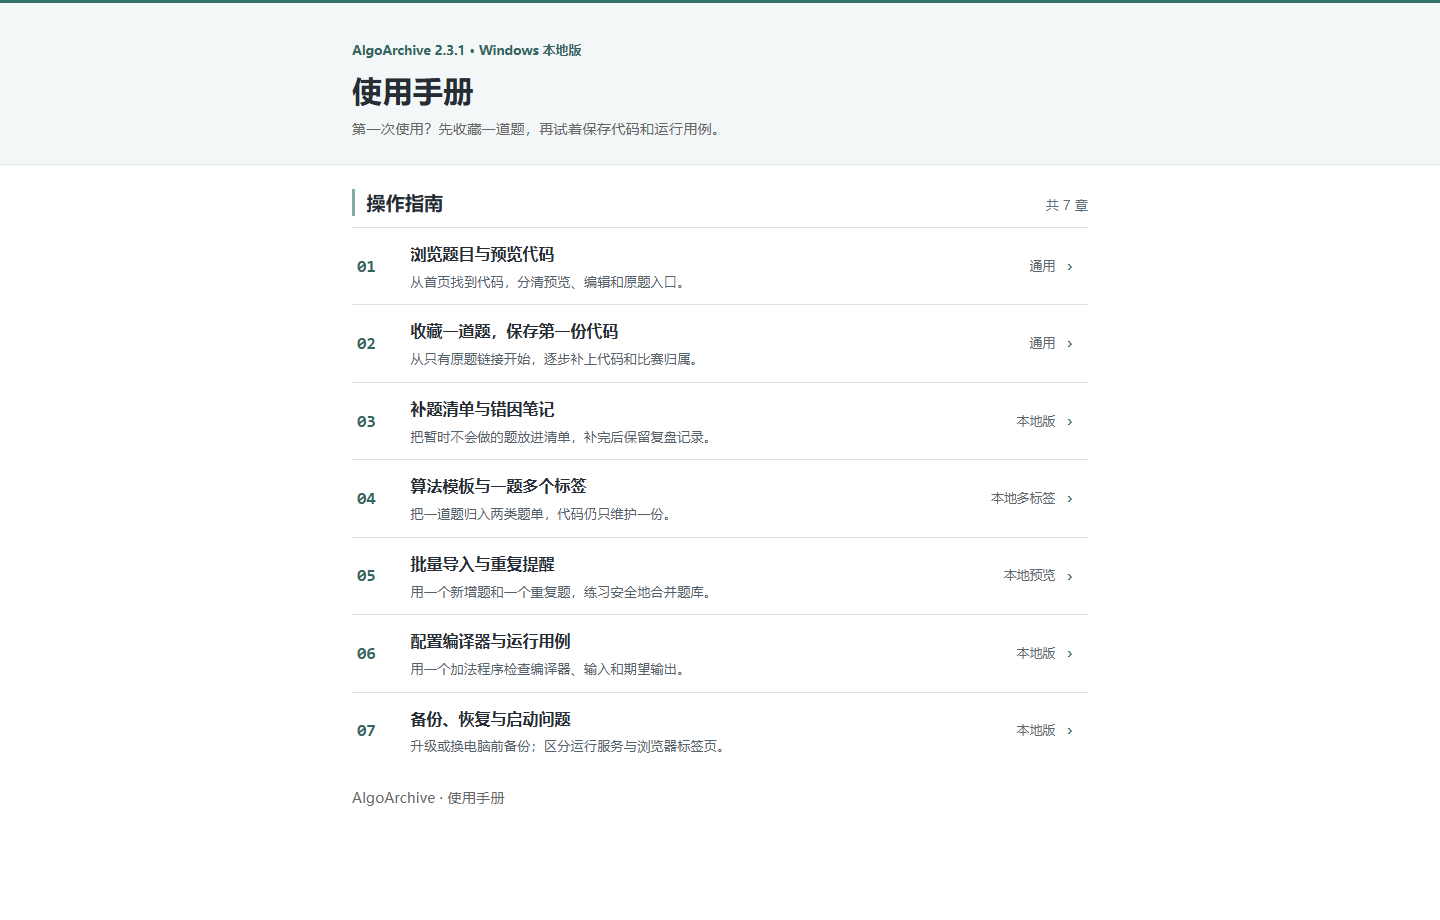 AlgoArchive 2.3.1 • Windows 本地版
使用手册
第一次使用？先收藏一道题，再试着保存代码和运行用例。
操作指南
共 7 章
01
浏览题目与预览代码
从首页找到代码，分清预览、编辑和原题入口。
通用 ›
02
收藏一道题，保存第一份代码
从只有原题链接开始，逐步补上代码和比赛归属。
通用 ›
03
补题清单与错因笔记
把暂时不会做的题放进清单，补完后保留复盘记录。
本地版 ›
04
算法模板与一题多个标签
把一道题归入两类题单，代码仍只维护一份。
本地多标签 ›
05
批量导入与重复提醒
用一个新增题和一个重复题，练习安全地合并题库。
本地预览 ›
06
配置编译器与运行用例
用一个加法程序检查编译器、输入和期望输出。
本地版 ›
07
备份、恢复与启动问题
升级或换电脑前备份；区分运行服务与浏览器标签页。
本地版 ›
AlgoArchive · 使用手册